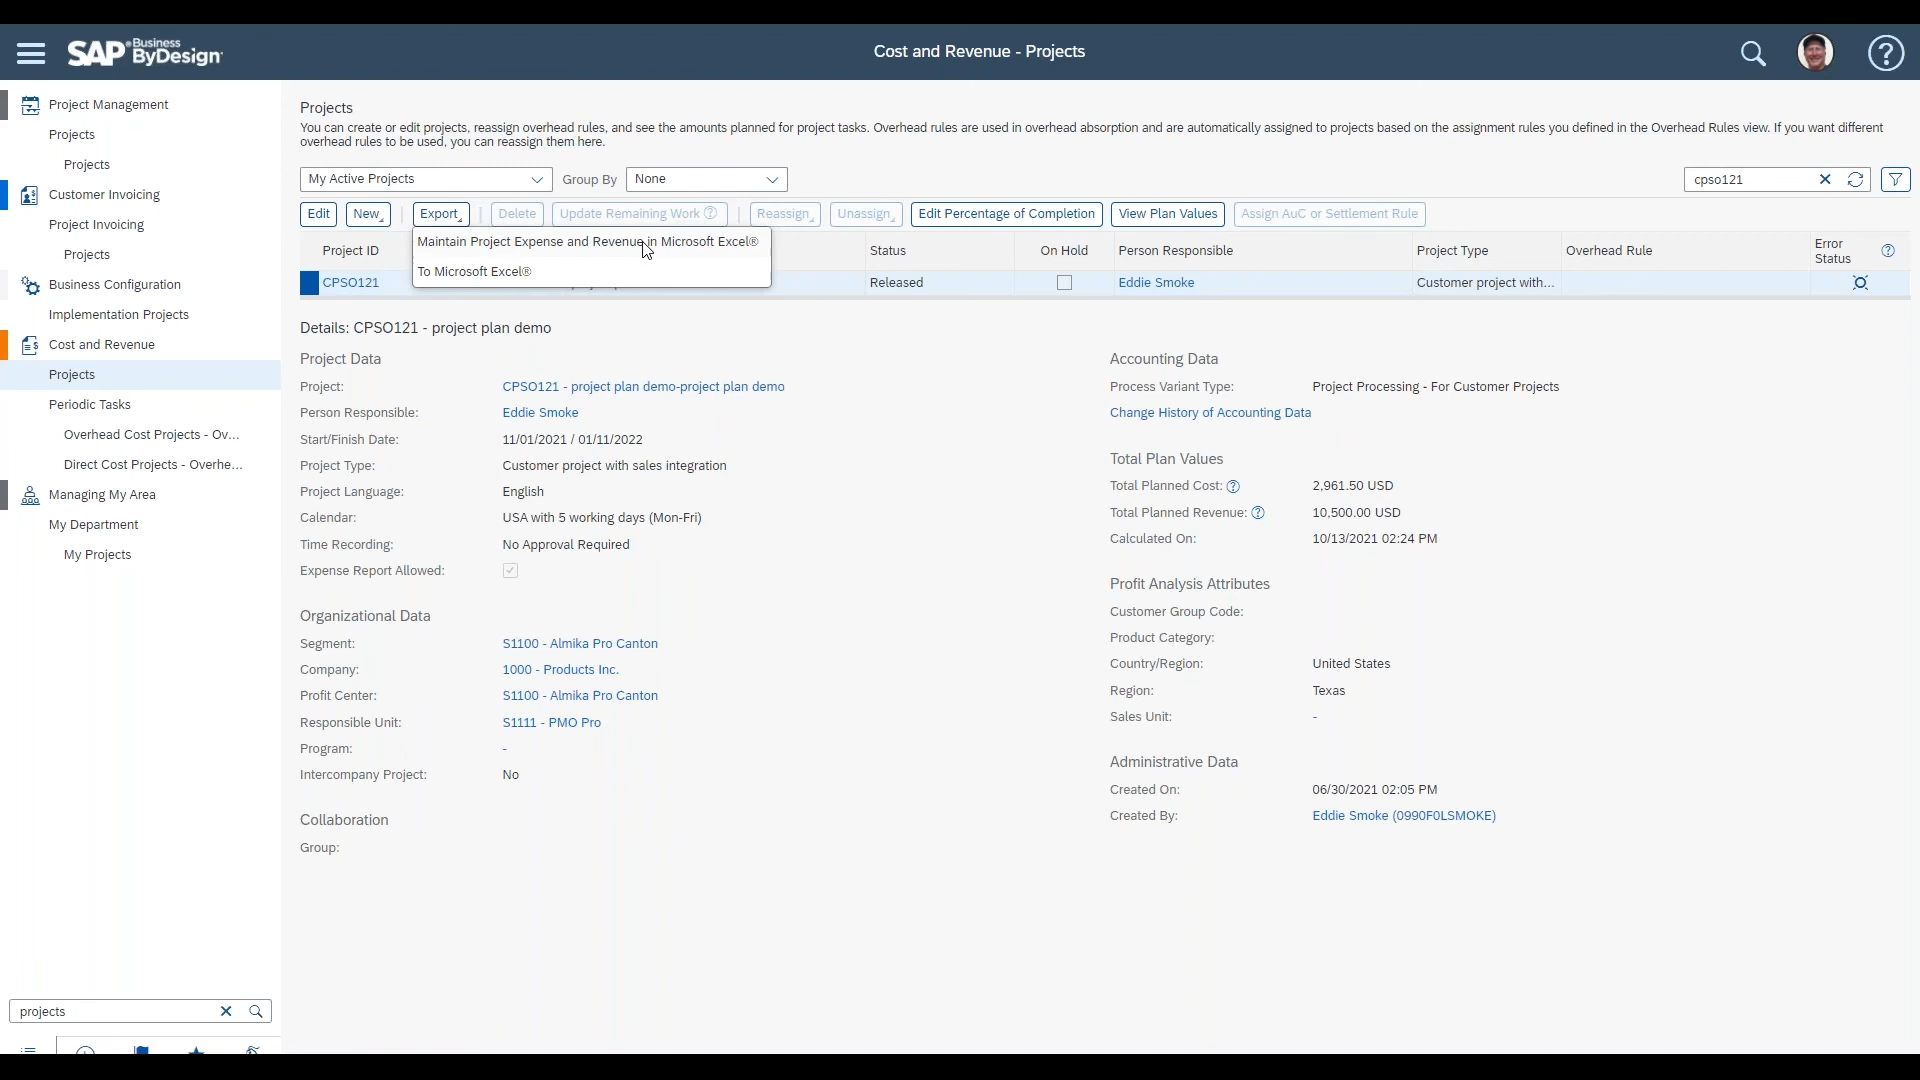 SAP Business ByDesign
Cost and Revenue - Projects
Project Management
Projects
Projects
Customer Invoicing
Project Invoicing
Projects
Business Configuration
Implementation Projects
Cost and Revenue
Projects
Periodic Tasks
Overhead Cost Projects - Ov...
Direct Cost Projects - Overhe...
Managing My Area
My Department
My Projects
projects
Projects
You can create or edit projects, reassign overhead rules, and see the amounts planned for project tasks. Overhead rules are used in overhead absorption and are automatically assigned to projects based on the assignment rules you defined in the Overhead Rules view. If you want different
overhead rules to be used, you can reassign them here.
My Active Projects Group By None cpso121
Edit New Export Delete Update Remaining Work Reassign Unassign Edit Percentage of Completion View Plan Values Assign AuC or Settlement Rule
Maintain Project Expense and Revenue in Microsoft Excel®
To Microsoft Excel®
Project ID Status On Hold Person Responsible Project Type Overhead Rule Error Status
CPSO121 Released Eddie Smoke Customer project with...
Details: CPSO121 - project plan demo
Project Data
Project: CPSO121 - project plan demo-project plan demo
Person Responsible: Eddie Smoke
Start/Finish Date: 11/01/2021 / 01/11/2022
Project Type: Customer project with sales integration
Project Language: English
Calendar: USA with 5 working days (Mon-Fri)
Time Recording: No Approval Required
Expense Report Allowed:
Organizational Data
Segment: S1100 - Almika Pro Canton
Company: 1000 - Products Inc.
Profit Center: S1100 - Almika Pro Canton
Responsible Unit: S1111 - PMO Pro
Program: -
Intercompany Project: No
Collaboration
Group:
Accounting Data
Process Variant Type: Project Processing - For Customer Projects
Change History of Accounting Data
Total Plan Values
Total Planned Cost: 2,961.50 USD
Total Planned Revenue: 10,500.00 USD
Calculated On: 10/13/2021 02:24 PM
Profit Analysis Attributes
Customer Group Code:
Product Category:
Country/Region: United States
Region: Texas
Sales Unit: -
Administrative Data
Created On: 06/30/2021 02:05 PM
Created By: Eddie Smoke (0990F0LSMOKE)